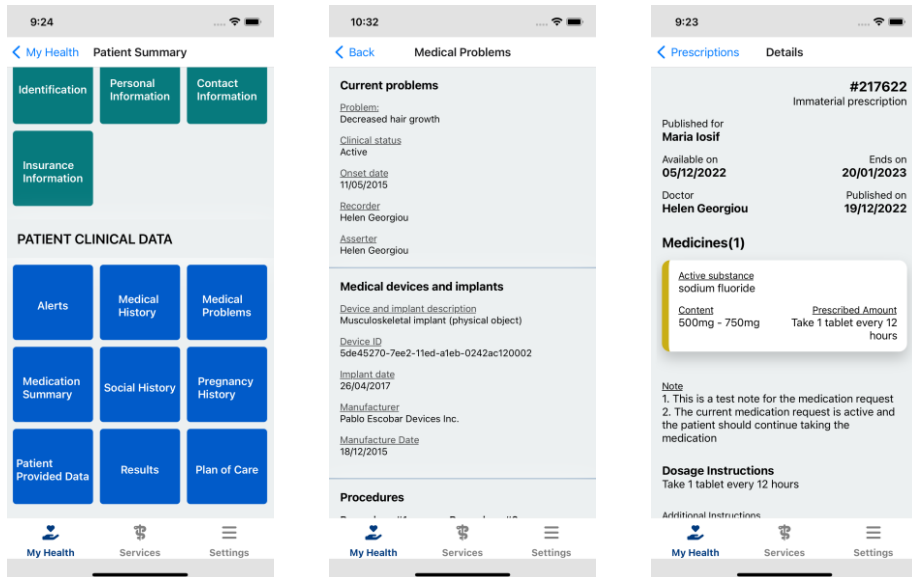 9:24
My Health
Patient Summary
Identification
Personal
Information
Contact
Information
Insurance
Information
PATIENT CLINICAL DATA
Alerts
Medical
History
Medical
Problems
Medication
Summary
Social History
Pregnancy
History
Patient
Provided Data
Results
Plan of Care
My Health
Services
Settings
10:32
Back
Medical Problems
Current problems
Problem:
Decreased hair growth
Clinical status
Active
Onset date
11/05/2015
Recorder
Helen Georgiou
Asserter
Helen Georgiou
Medical devices and implants
Device and implant description
Musculoskeletal implant (physical object)
Device ID
5de45270-7ee2-11ed-a1eb-0242ac120002
Implant date
26/04/2017
Manufacturer
Pablo Escobar Devices Inc.
Manufacture Date
18/12/2015
Procedures
My Health
Services
Settings
9:23
Prescriptions
Details
#217622
Immaterial prescription
Published for
Maria Iosif
Available on
05/12/2022
Ends on
20/01/2023
Doctor
Helen Georgiou
Published on
19/12/2022
Medicines(1)
Active substance
sodium fluoride
Content
500mg - 750mg
Prescribed Amount
Take 1 tablet every 12
hours
Note
1. This is a test note for the medication request
2. The current medication request is active and
the patient should continue taking the
medication
Dosage Instructions
Take 1 tablet every 12 hours
Additional Instructions
My Health
Services
Settings